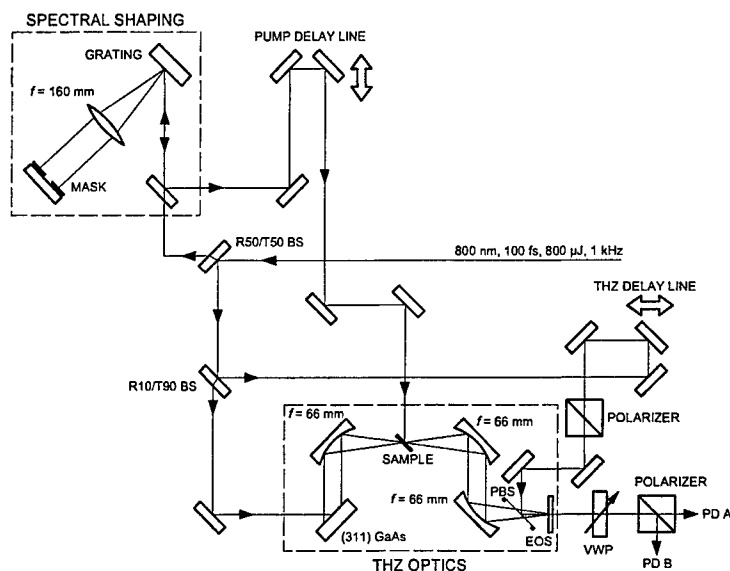 SPECTRAL SHAPING
GRATING
f = 160 mm
MASK
PUMP DELAY LINE
R50/T50 BS
800 nm, 100 fs, 800 µJ, 1 kHz
THZ DELAY LINE
R10/T90 BS
f = 66 mm
f = 66 mm
SAMPLE
POLARIZER
f = 66 mm
PBS
POLARIZER
(311) GaAs
EOS
VWP
PD A
PD B
THZ OPTICS